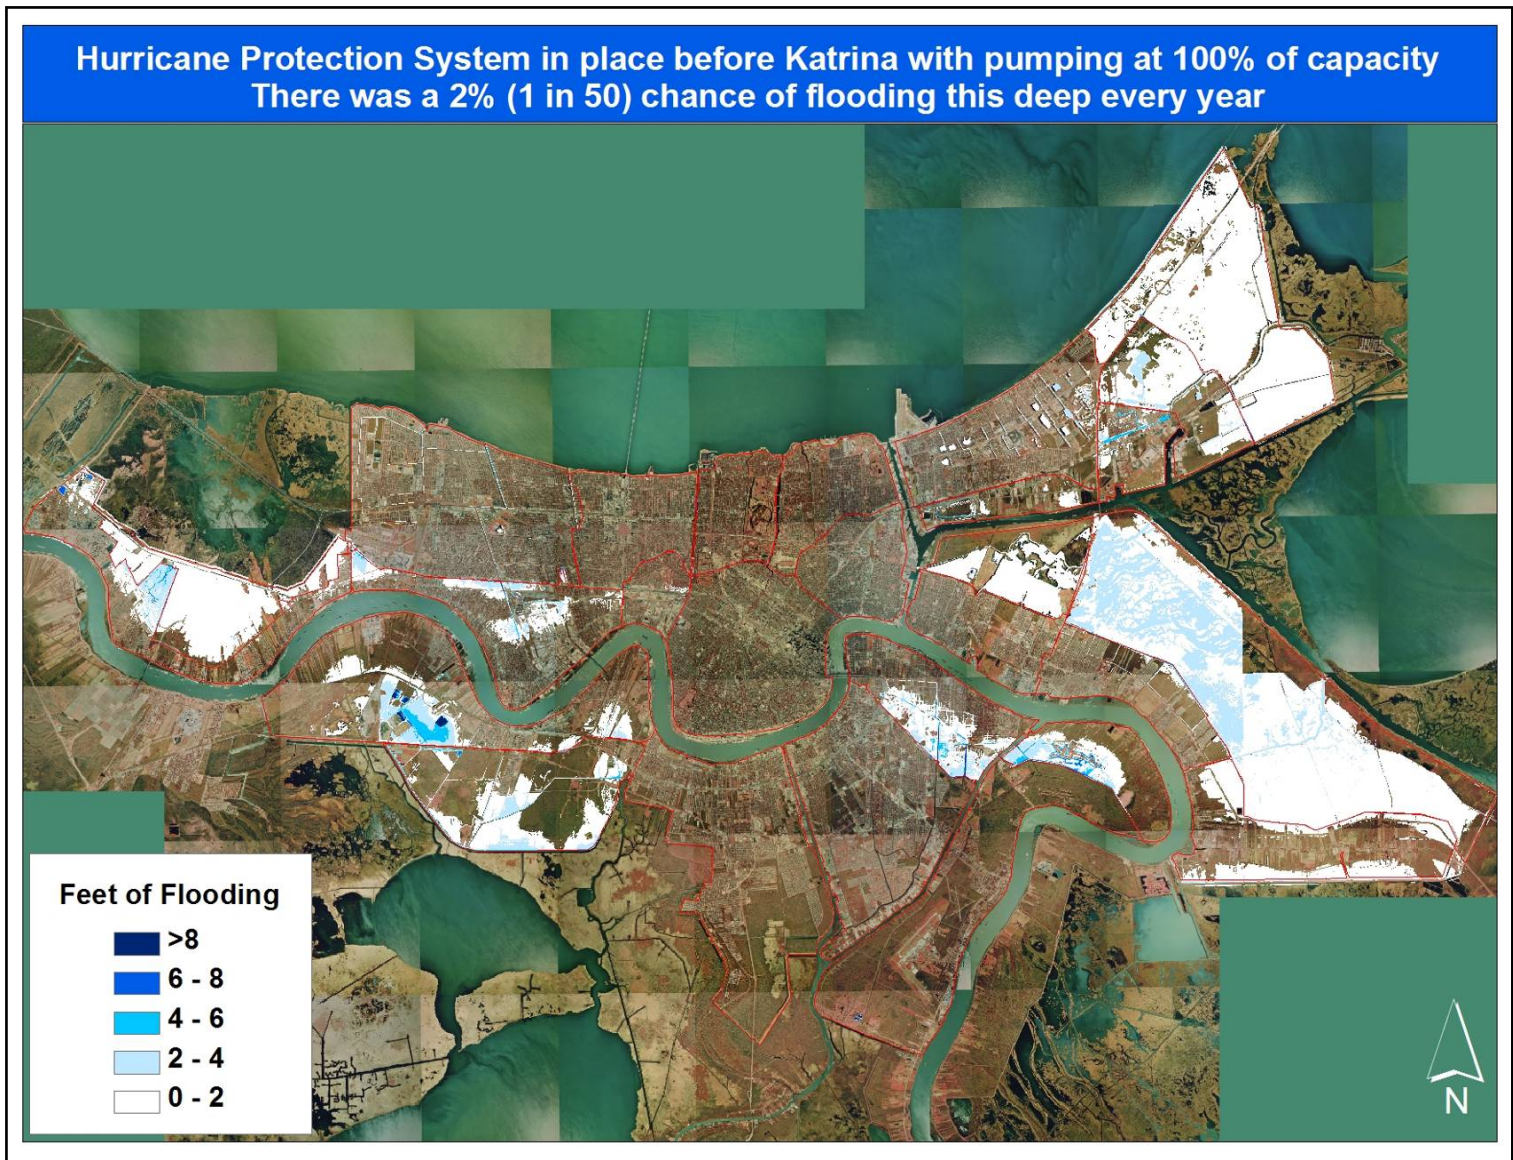 Hurricane Protection System in place before Katrina with pumping at 100% of capacity
There was a 2% (1 in 50) chance of flooding this deep every year
Feet of Flooding
>8
6 - 8
4 - 6
2 - 4
0 - 2
N